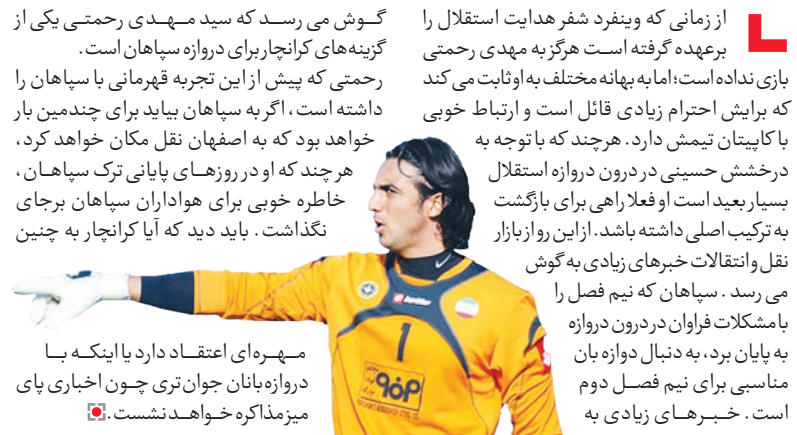 از زمانی که وینفرد شفر هدایت استقلال را
برعهده گرفته است هرگز به مهدی رحمتی
بازی نداده است؛ اما به بهانه مختلف به او ثابت می کند
که برایش احترام زیادی قائل است و ارتباط خوبی
با کاپیتان تیمش دارد. هرچند که با توجه به
درخشش حسینی در درون دروازه استقلال
بسیار بعید است او فعلا راهی برای بازگشت
به ترکیب اصلی داشته باشد. از این رو از بازار
نقل و انتقالات خبرهای زیادی به گوش
می رسد. سپاهان که نیم فصل را
با مشکلات فراوان در درون دروازه
به پایان برد، به دنبال دوازه بان
مناسبی برای نیم فصل دوم
است. خبرهای زیادی به
گوش می رسد که سید مهدی رحمتی یکی از
گزینه‌های کرانچار برای دروازه سپاهان است.
رحمتی که پیش از این تجربه قهرمانی با سپاهان را
داشته است، اگر به سپاهان بیاید برای چندمین بار
خواهد بود که به اصفهان نقل مکان خواهد کرد،
هرچند که او در روزهای پایانی ترک سپاهان،
خاطره خوبی برای هواداران سپاهان برجای
نگذاشت. باید دید که آیا کرانچار به چنین
مهره‌ای اعتقاد دارد یا اینکه با
دروازه‌بانان جوان‌تری چون اخباری پای
میز مذاکره خواهد نشست.
lotto
1